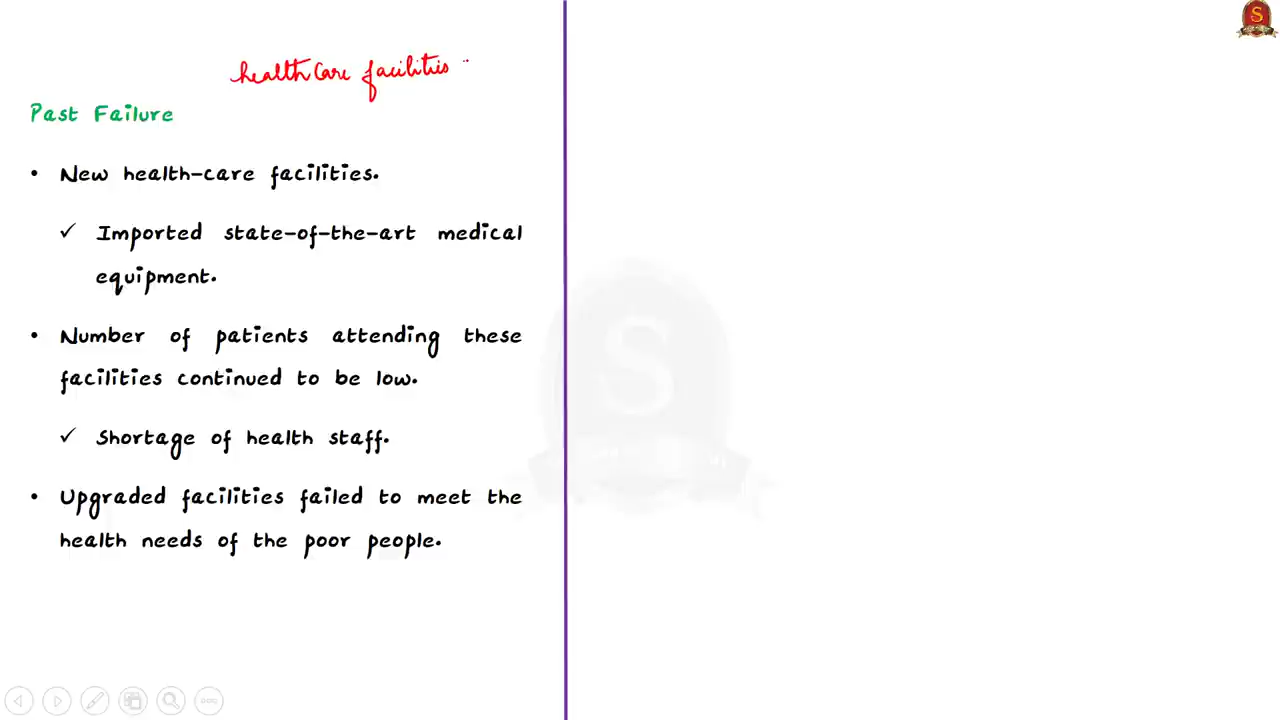 healthcare facilities
Past Failure
• New health-care facilities.
✓ Imported state-of-the-art medical
equipment.
• Number of patients attending these
facilities continued to be low.
✓ Shortage of health staff.
• Upgraded facilities failed to meet the
health needs of the poor people.
S
S